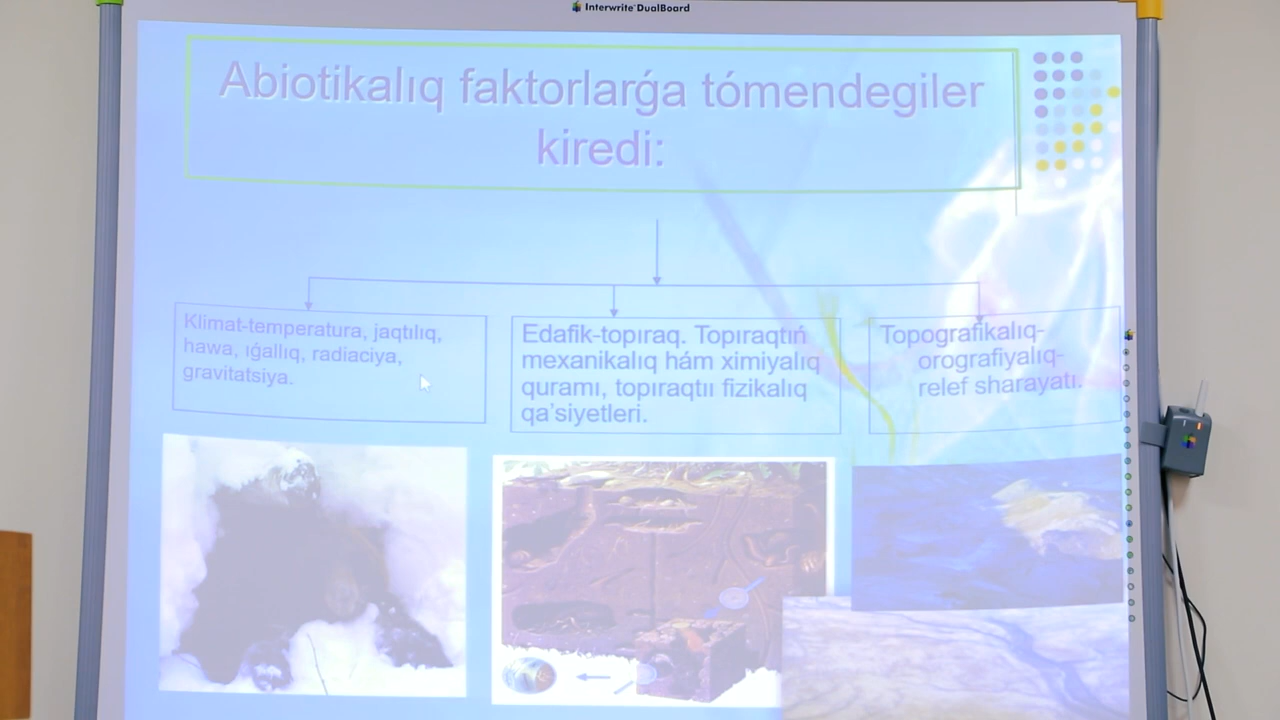 Interwrite DualBoard
Abiotikalıq faktorlarǵa tómendegiler
kiredi:
Klimat-temperatura, jaqtılıq,
hawa, ıǵallıq, radiaciya,
gravitatsiya.
Edafik-topıraq. Topıraqtıń
mexanikalıq hám ximiyalıq
quramı, topıraqtıı fizikalıq
qa’siyetleri.
Topografikalıq-
orografiyalıq-
relef sharayatı.